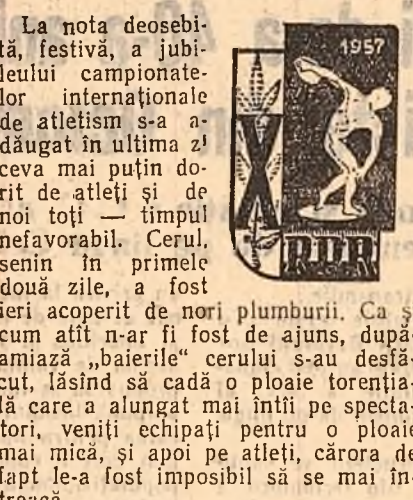 La nota deosebi-
tă, festivă, a jubi-
leului campionate-
lor internaționale
de atletism s-a a-
dăugat în ultima zi
ceva mai puțin do-
rit de atleți și de
noi toți — timpul
nefavorabil. Cerul,
senin în primele
două zile, a fost
ieri acoperit de nori plumburii. Ca și
cum atît n-ar fi fost de ajuns, după-
amiază „baierile“ cerului s-au desfă-
cut, lăsînd să cadă o ploaie torenția-
lă care a alungat mai întîi pe specta-
tori, veniți echipați pentru o ploaie
mai mică, și apoi pe atleți, cărora de
fapt le-a fost imposibil să se mai în-
1957
X
RPR